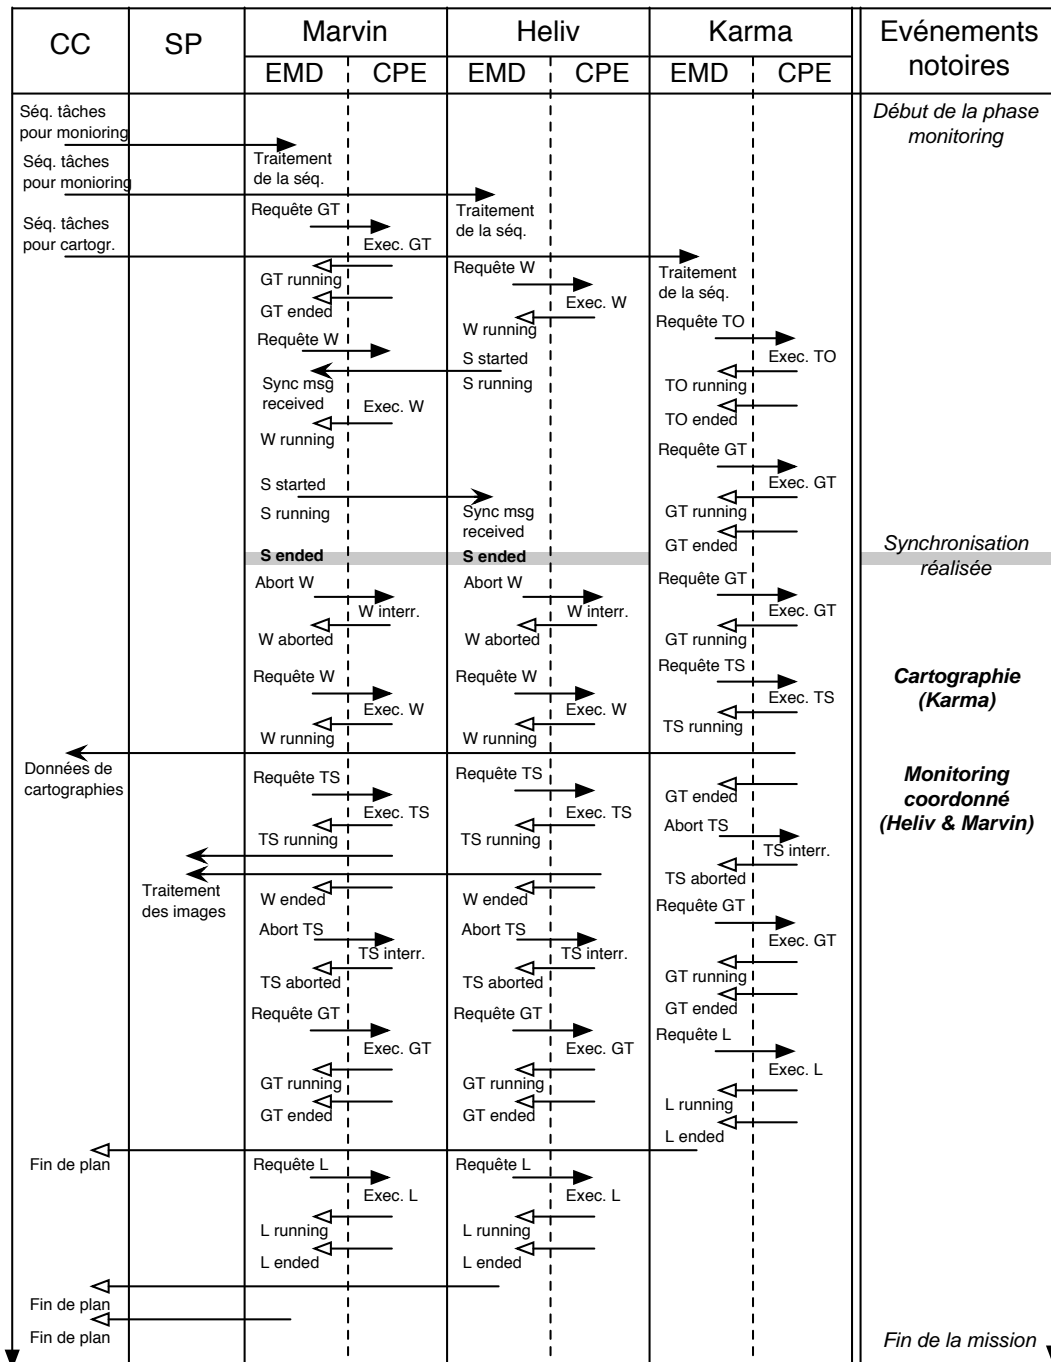 CC
SP
Marvin
Heliv
Karma
Evénements
notoires
EMD
CPE
EMD
CPE
EMD
CPE
Séq. tâches
pour monioring
Début de la phase
monitoring
Traitement
de la séq.
Séq. tâches
pour monioring
Requête GT
Traitement
de la séq.
Séq. tâches
pour cartogr.
Exec. GT
GT running
Requête W
Traitement
de la séq.
GT ended
Exec. W
Requête TO
W running
Requête W
Exec. TO
S started
Sync msg
received
S running
TO running
Exec. W
TO ended
W running
Requête GT
Exec. GT
S started
S running
Sync msg
received
GT running
GT ended
S ended
S ended
Synchronisation
réalisée
Abort W
Abort W
Requête GT
W interr.
W interr.
Exec. GT
W aborted
W aborted
GT running
Requête W
Requête W
Requête TS
Cartographie
(Karma)
Exec. W
Exec. W
Exec. TS
W running
W running
TS running
Données de
cartographies
Requête TS
Requête TS
GT ended
Monitoring
coordonné
(Heliv & Marvin)
Exec. TS
Exec. TS
Abort TS
TS running
TS running
TS interr.
TS aborted
Traitement
des images
W ended
W ended
Requête GT
Abort TS
Abort TS
Exec. GT
TS interr.
TS interr.
TS aborted
TS aborted
GT running
GT ended
Requête GT
Requête GT
Requête L
Exec. GT
Exec. GT
Exec. L
GT running
GT running
L running
GT ended
GT ended
L ended
Fin de plan
Requête L
Requête L
Exec. L
Exec. L
L running
L running
L ended
L ended
Fin de plan
Fin de plan
Fin de la mission